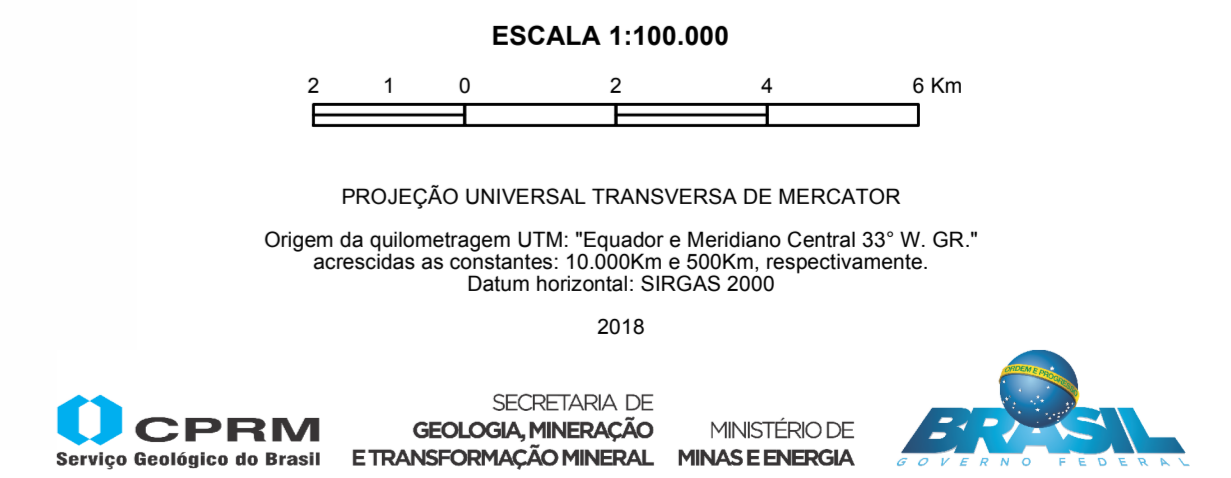 ESCALA 1:100.000
2 1 0 2 4 6 Km
PROJEÇÃO UNIVERSAL TRANSVERSA DE MERCATOR
Origem da quilometragem UTM: "Equador e Meridiano Central 33° W. GR."
acrescidas as constantes: 10.000Km e 500Km, respectivamente.
Datum horizontal: SIRGAS 2000
2018
CPRM
Serviço Geológico do Brasil
SECRETARIA DE
GEOLOGIA, MINERAÇÃO
E TRANSFORMAÇÃO MINERAL
MINISTÉRIO DE
MINAS E ENERGIA
ORDEM E PROGRESSO
BRASIL
GOVERNO FEDERAL